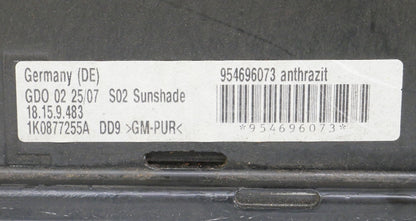 Germany (DE)
954696073 anthrazit
GDO 02 25/07 S02 Sunshade
18.15.9.483
1K0877255A DD9 >GM-PUR<
*954696073*